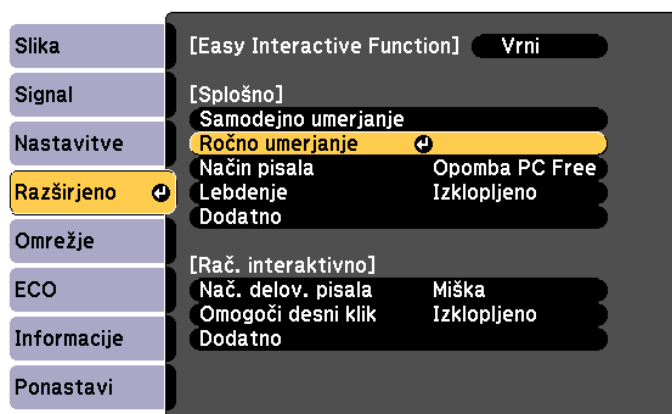 Slika
Signal
Nastavitve
Razširjeno
Omrežje
ECO
Informacije
Ponastavi
[Easy Interactive Function] Vrni
[Splošno]
Samodejno umerjanje
Ročno umerjanje
Način pisala Opomba PC Free
Lebdenje Izklopljeno
Dodatno
[Rač. interaktivno]
Nač. delov. pisala Miška
Omogoči desni klik Izklopljeno
Dodatno